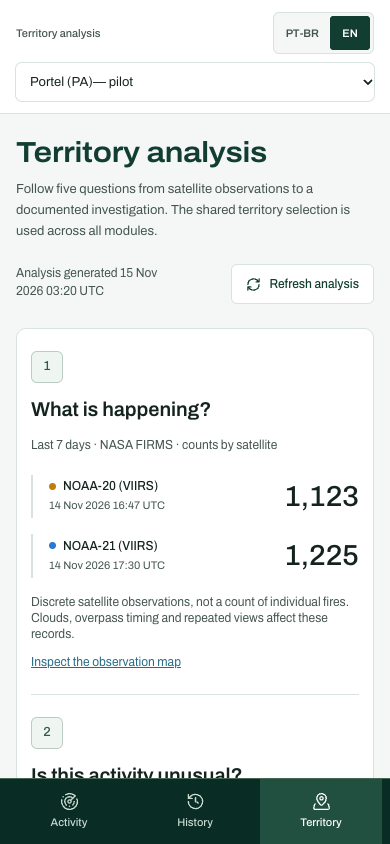 Territory analysis
PT-BR
EN
Portel (PA)— pilot
Territory analysis
Follow five questions from satellite observations to a
documented investigation. The shared territory selection is
used across all modules.
Analysis generated 15 Nov
2026 03:20 UTC
Refresh analysis
1
What is happening?
Last 7 days · NASA FIRMS · counts by satellite
NOAA-20 (VIIRS)
14 Nov 2026 16:47 UTC
1,123
NOAA-21 (VIIRS)
14 Nov 2026 17:30 UTC
1,225
Discrete satellite observations, not a count of individual fires.
Clouds, overpass timing and repeated views affect these
records.
Inspect the observation map
2
Is this activity unusual?
Activity
History
Territory